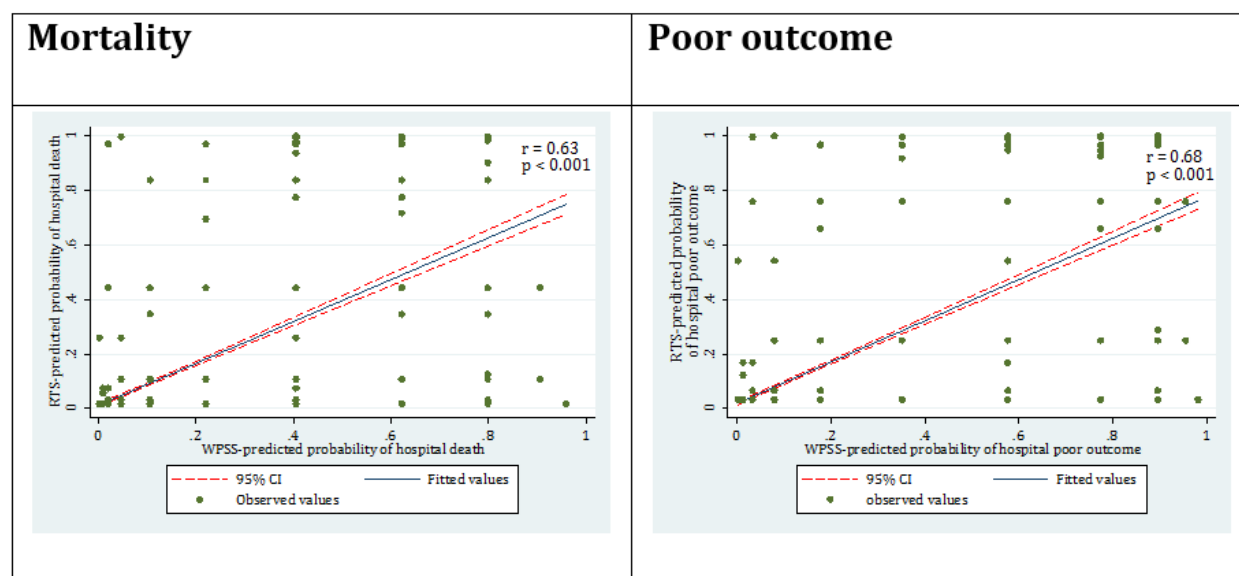 Mortality
Poor outcome
RTS-predicted probability of hospital death
1
.8
.6
.4
.2
0
r = 0.63
p < 0.001
0 .2 .4 .6 .8 1
WPSS-predicted probability of hospital death
95% CI Fitted values
Observed values
RTS-predicted probability
of hospital poor outcome
1
.8
.6
.4
.2
0
r = 0.68
p < 0.001
0 .2 .4 .6 .8 1
WPSS-predicted probability of hospital poor outcome
95% CI Fitted values
observed values